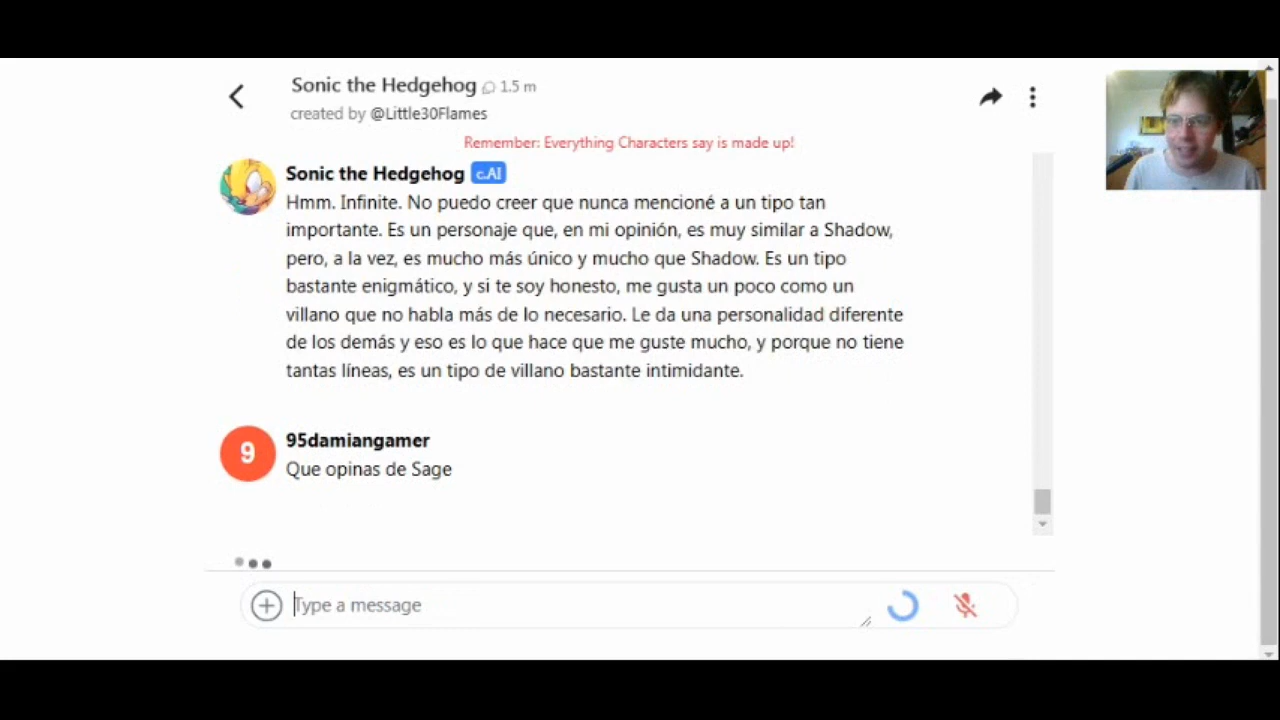 Sonic the Hedgehog 1.5 m
created by @Little30Flames
Remember: Everything Characters say is made up!
Sonic the Hedgehog c.AI
Hmm. Infinite. No puedo creer que nunca mencioné a un tipo tan
importante. Es un personaje que, en mi opinión, es muy similar a Shadow,
pero, a la vez, es mucho más único y mucho que Shadow. Es un tipo
bastante enigmático, y si te soy honesto, me gusta un poco como un
villano que no habla más de lo necesario. Le da una personalidad diferente
de los demás y eso es lo que hace que me guste mucho, y porque no tiene
tantas líneas, es un tipo de villano bastante intimidante.
9
95damiangamer
Que opinas de Sage
Type a message